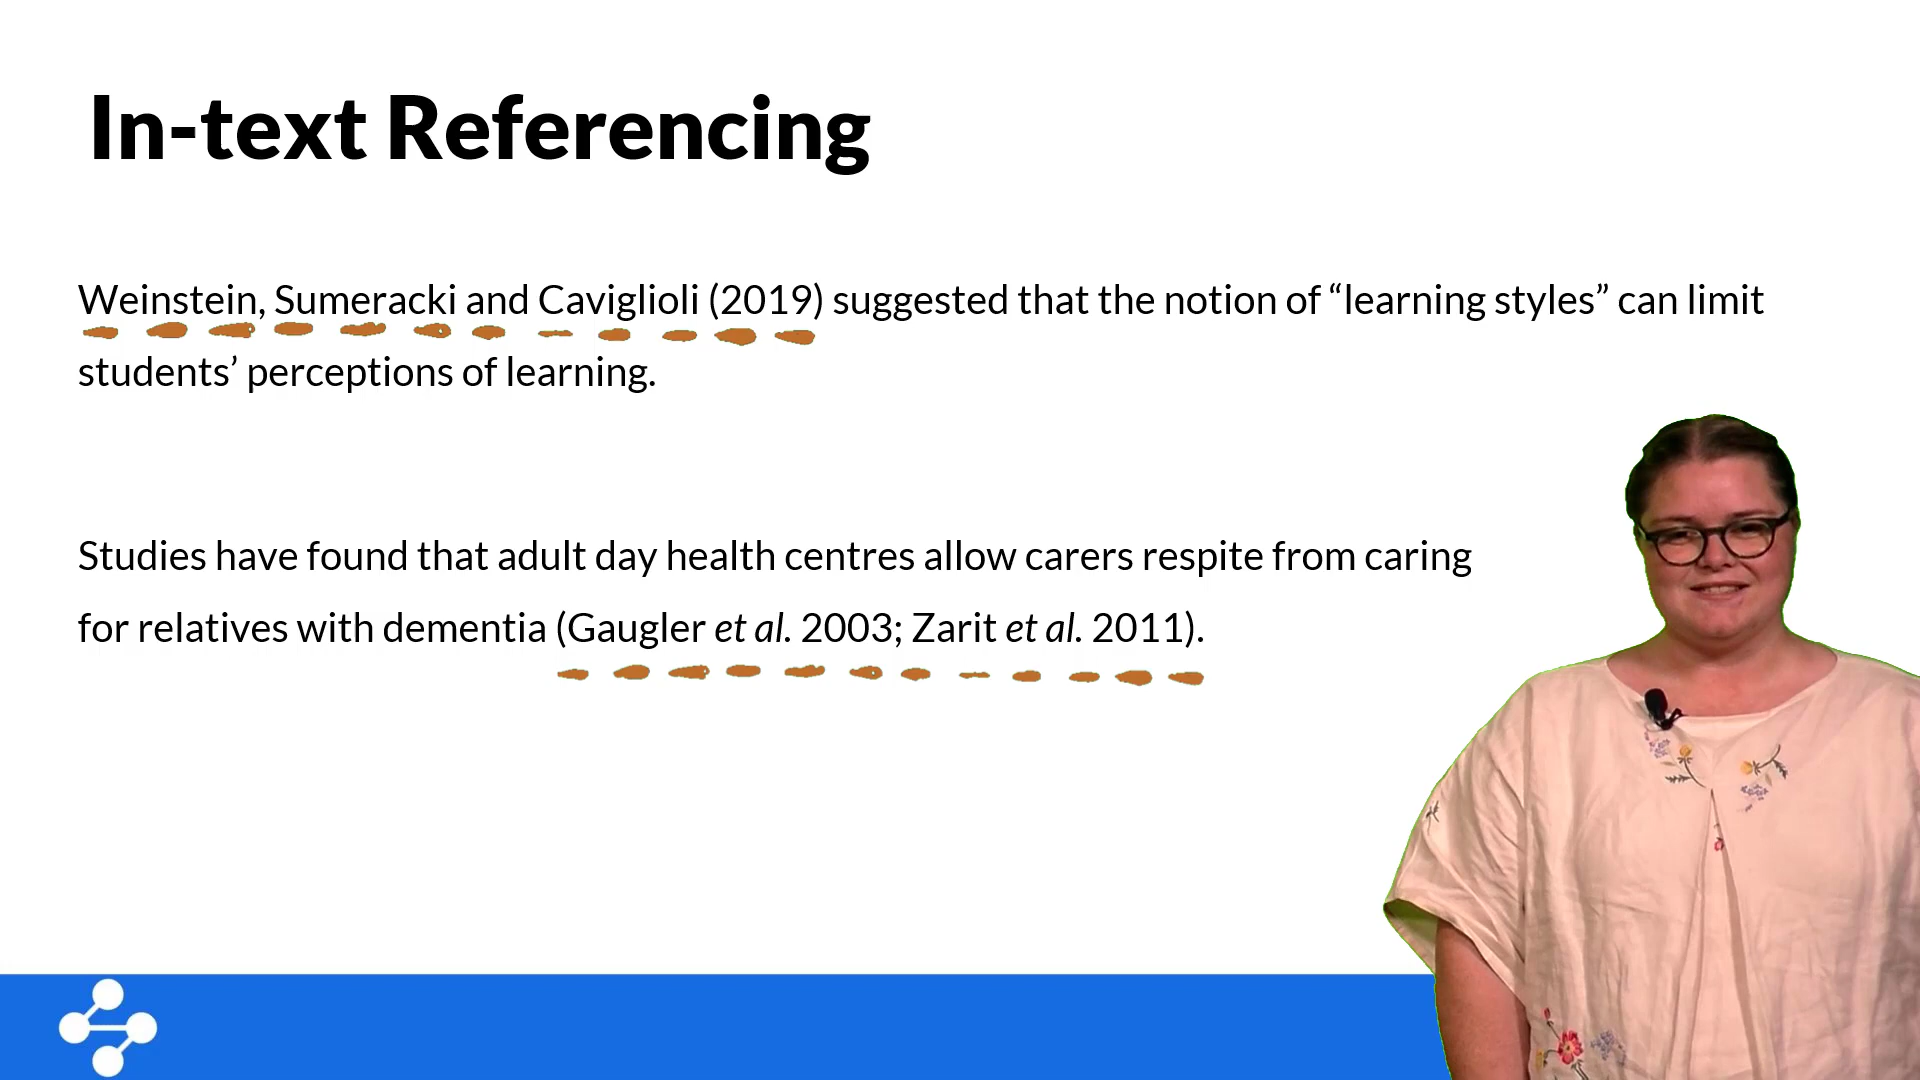 In-text Referencing
Weinstein, Sumeracki and Caviglioli (2019) suggested that the notion of “learning styles” can limit
students’ perceptions of learning.
Studies have found that adult day health centres allow carers respite from caring
for relatives with dementia (Gaugler et al. 2003; Zarit et al. 2011).